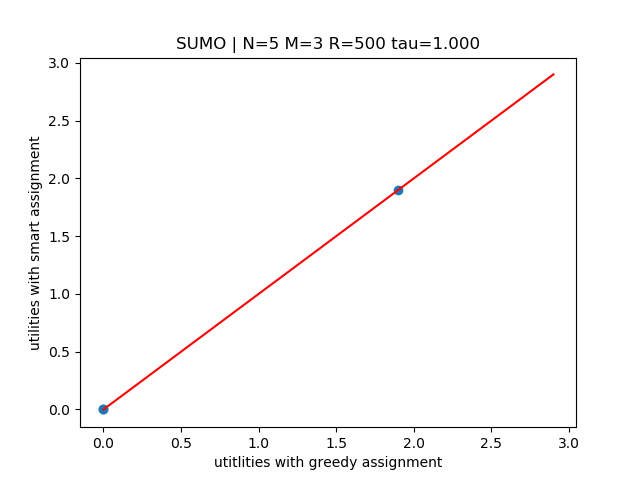 SUMO | N=5 M=3 R=500 tau=1.000
3.0
2.5
2.0
1.5
1.0
0.5
0.0
utilities with smart assignment
0.0 0.5 1.0 1.5 2.0 2.5 3.0
utitlities with greedy assignment